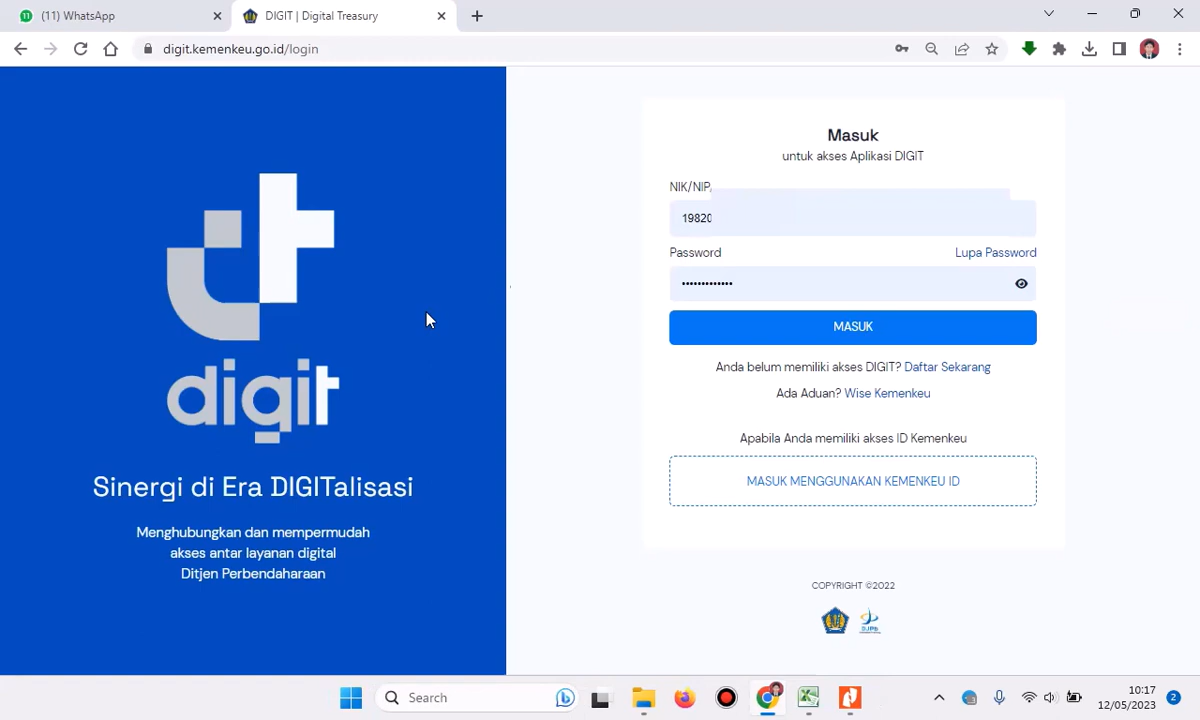 (11) WhatsApp
DIGIT | Digital Treasury
digit.kemenkeu.go.id/login
digit
Sinergi di Era DIGITalisasi
Menghubungkan dan mempermudah
akses antar layanan digital
Ditjen Perbendaharaan
Masuk
untuk akses Aplikasi DIGIT
NIK/NIP
19820
Password
Lupa Password
MASUK
Anda belum memiliki akses DIGIT? Daftar Sekarang
Ada Aduan? Wise Kemenkeu
Apabila Anda memiliki akses ID Kemenkeu
MASUK MENGGUNAKAN KEMENKEU ID
COPYRIGHT ©2022
DJPb
Search
10:17
12/05/2023
2